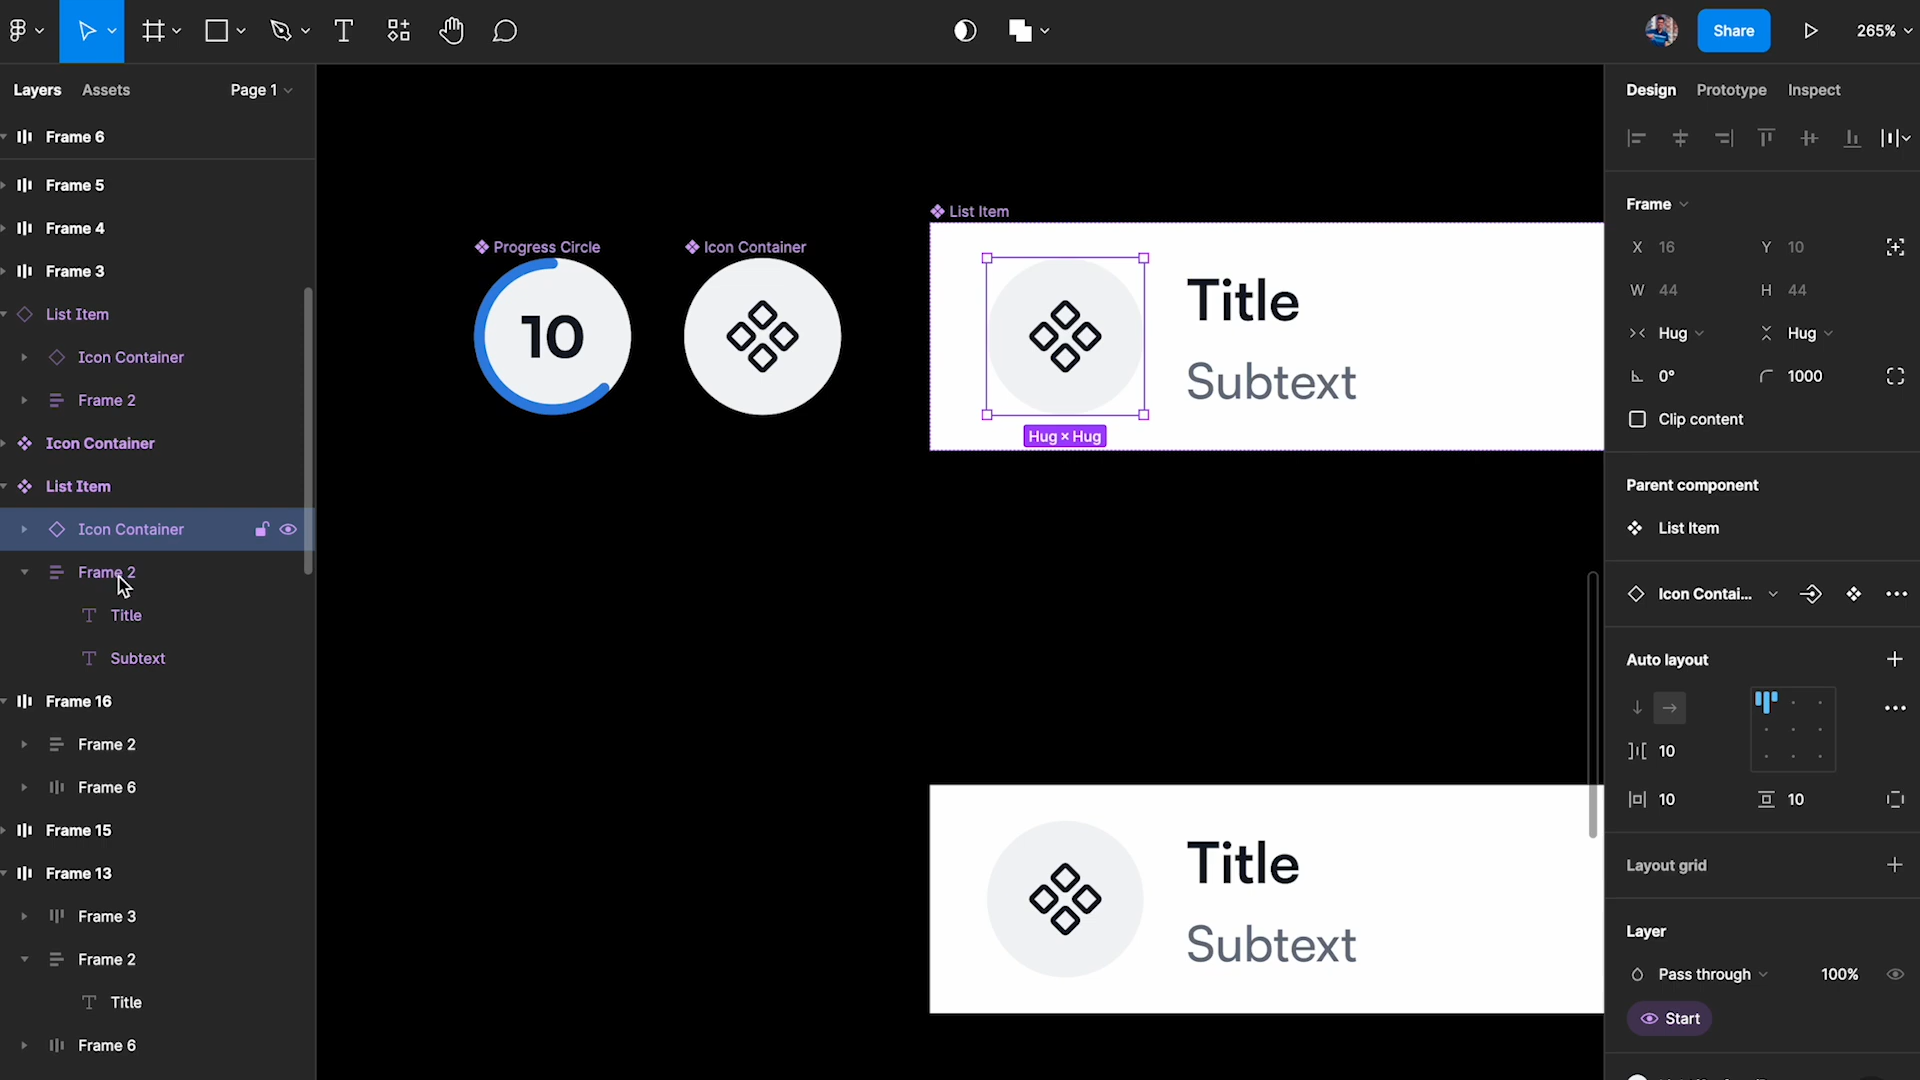 Share
265%
Layers
Assets
Page 1
Design
Prototype
Inspect
Frame 6
Frame 5
Frame 4
Frame 3
List Item
Icon Container
Frame 2
Icon Container
List Item
Icon Container
Frame 2
Title
Subtext
Frame 16
Frame 2
Frame 6
Frame 15
Frame 13
Frame 3
Frame 2
Title
Frame 6
Progress Circle
10
Icon Container
List Item
Title
Subtext
Hug × Hug
Title
Subtext
Frame
X 16
Y 10
W 44
H 44
Hug
Hug
0°
1000
Clip content
Parent component
List Item
Icon Contai...
Auto layout
10
10
10
Layout grid
Layer
Pass through
100%
Start